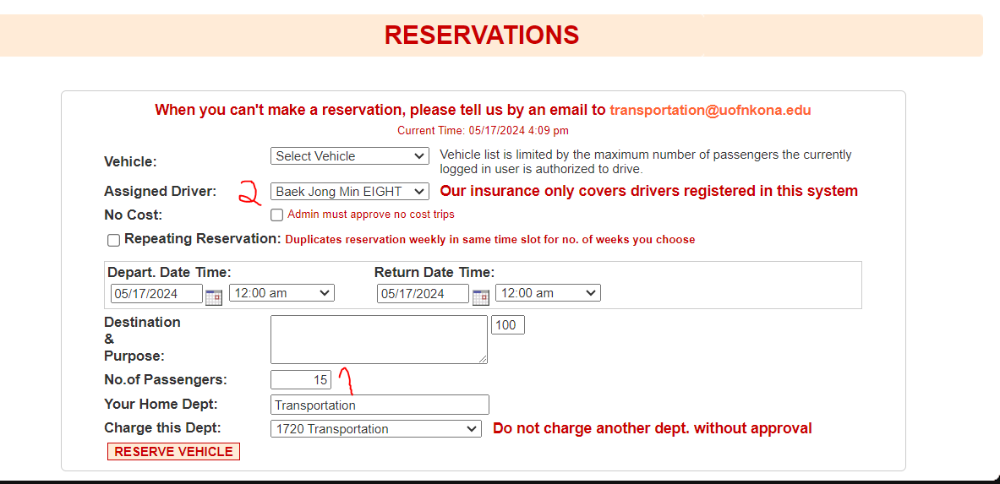 RESERVATIONS
When you can't make a reservation, please tell us by an email to transportation@uofnkona.edu
Current Time: 05/17/2024 4:09 pm
Vehicle: Select Vehicle Vehicle list is limited by the maximum number of passengers the currently
logged in user is authorized to drive.
Assigned Driver: 2 Baek Jong Min EIGHT Our insurance only covers drivers registered in this system
No Cost: Admin must approve no cost trips
Repeating Reservation: Duplicates reservation weekly in same time slot for no. of weeks you choose
Depart. Date Time: Return Date Time:
05/17/2024 12:00 am 05/17/2024 12:00 am
Destination 100
&
Purpose:
No.of Passengers: 15 1
Your Home Dept: Transportation
Charge this Dept: 1720 Transportation Do not charge another dept. without approval
RESERVE VEHICLE